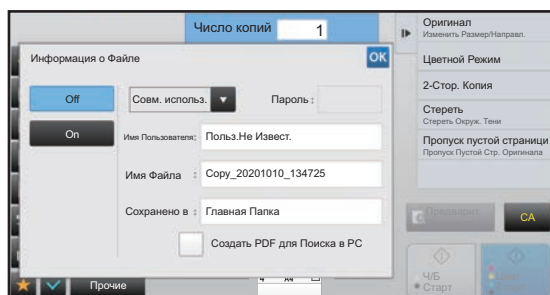 Число копий 1
Информация о Файле OK
Off
On
Совм. использ. Пароль :
Имя Пользователя: Польз.Не Извест.
Имя Файла : Copy_20201010_134725
Сохранено в : Главная Папка
Создать PDF для Поиска в PC
Прочие
Оригинал
Изменить Размер/Направл.
Цветной Режим
2-Стор. Копия
Стереть
Стереть Окруж. Тени
Пропуск пустой страници
Пропуск Пустой Стр. Оригинала
CA
Ч/Б
Старт